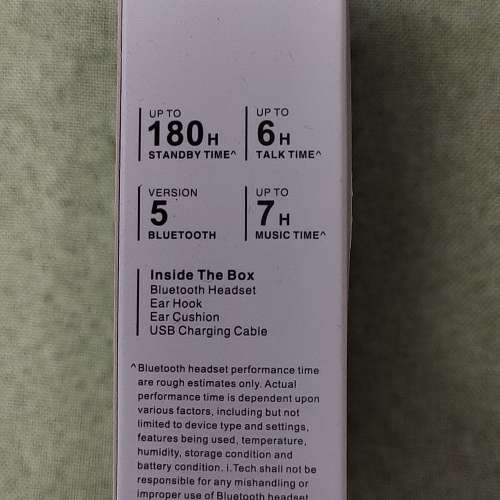 UP TO
180 H
STANDBY TIME^
UP TO
6 H
TALK TIME^
VERSION
5
BLUETOOTH
UP TO
7 H
MUSIC TIME^
Inside The Box
Bluetooth Headset
Ear Hook
Ear Cushion
USB Charging Cable
^Bluetooth headset performance time
are rough estimates only. Actual
performance time is dependent upon
various factors, including but not
limited to device type and settings,
features being used, temperature,
humidity, storage condition and
battery condition. i.Tech shall not be
responsible for any mishandling or
improper use of Bluetooth headset